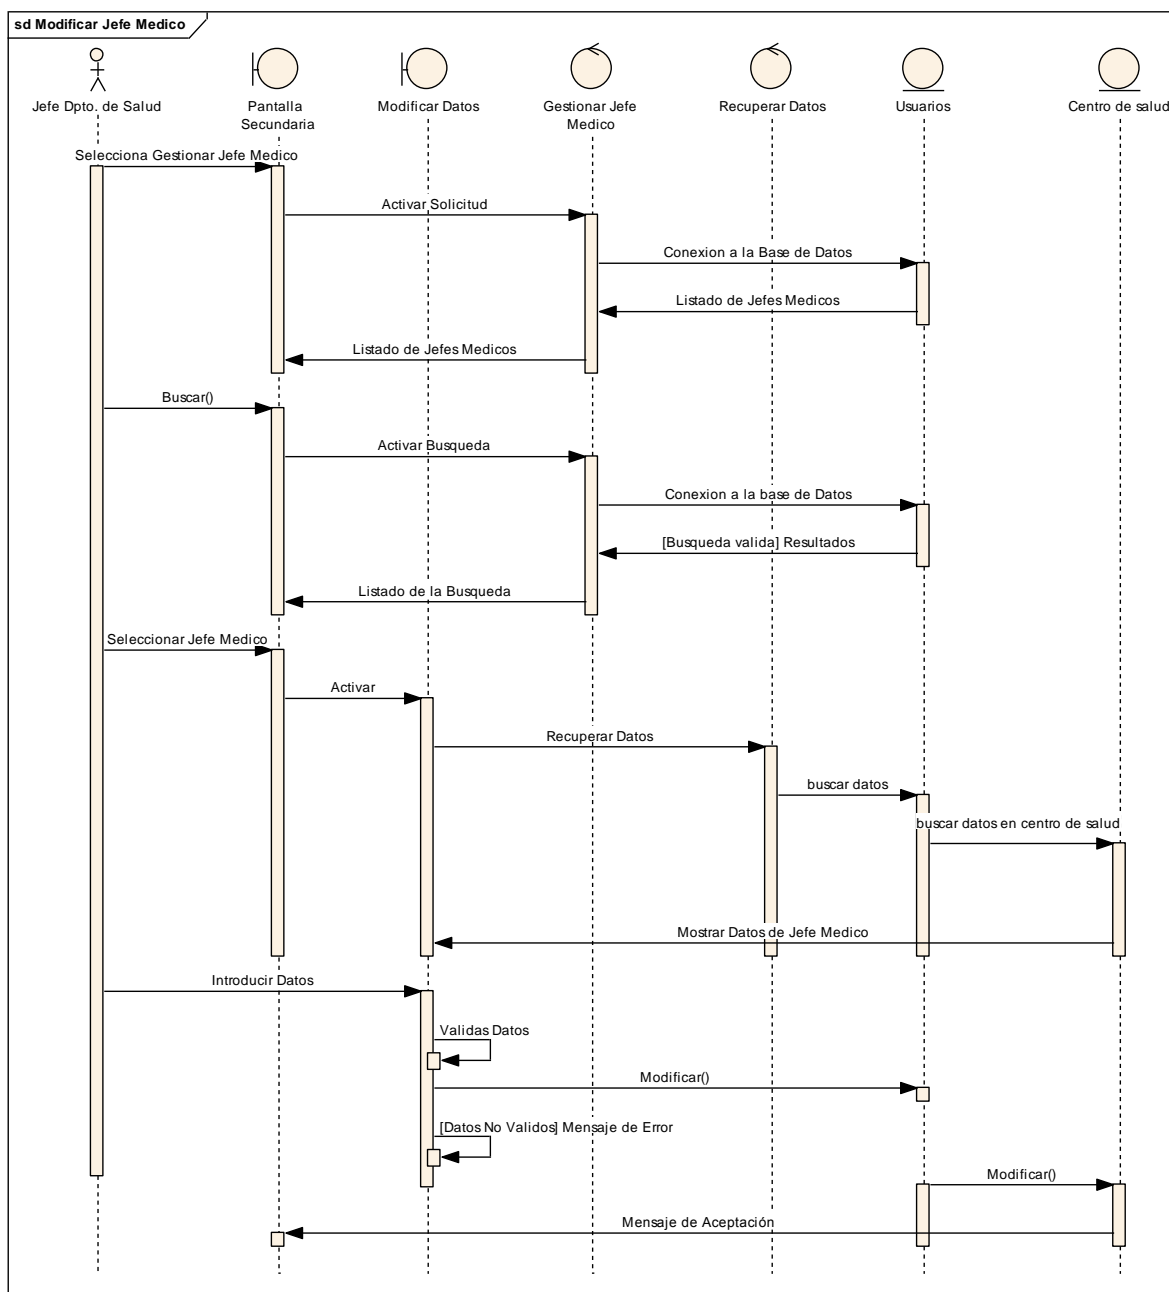 sd Modificar Jefe Medico
Jefe Dpto. de Salud
Pantalla
Secundaria
Modificar Datos
Gestionar Jefe
Medico
Recuperar Datos
Usuarios
Centro de salud
Selecciona Gestionar Jefe Medico
Activar Solicitud
Conexion a la Base de Datos
Listado de Jefes Medicos
Listado de Jefes Medicos
Buscar()
Activar Busqueda
Conexion a la base de Datos
[Busqueda valida] Resultados
Listado de la Busqueda
Seleccionar Jefe Medico
Activar
Recuperar Datos
buscar datos
buscar datos en centro de salud
Mostrar Datos de Jefe Medico
Introducir Datos
Validas Datos
Modificar()
[Datos No Validos] Mensaje de Error
Modificar()
Mensaje de Aceptación